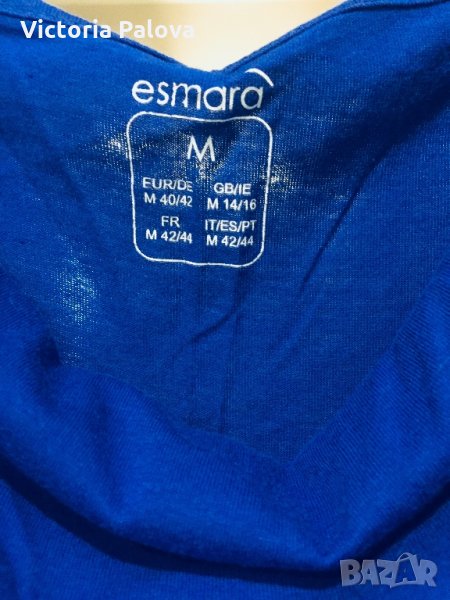 Victoria Palova
esmara
M
EUR/DE GB/IE
M 40/42 M 14/16
FR IT/ES/PT
M 42/44 M 42/44
BAZAR